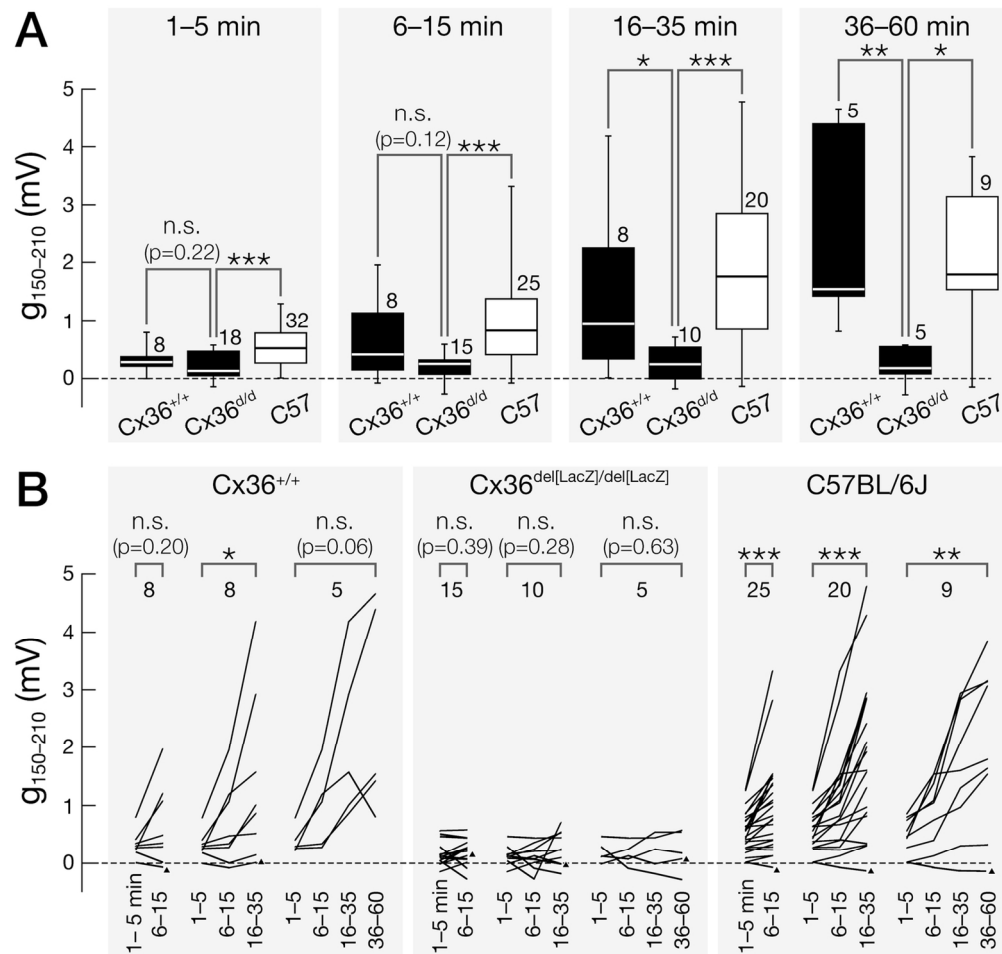 A
1–5 min 6–15 min 16–35 min 36–60 min
g150–210 (mV)
5
4
3
2
1
0
n.s.
(p=0.22)
***
8 18 32
Cx36+/+ Cx36d/d C57
n.s.
(p=0.12)
***
8 15 25
Cx36+/+ Cx36d/d C57
* ***
8 10 20
Cx36+/+ Cx36d/d C57
** *
5 5 9
Cx36+/+ Cx36d/d C57
B
Cx36+/+ Cx36del[LacZ]/del[LacZ] C57BL/6J
g150–210 (mV)
5
4
3
2
1
0
n.s.
(p=0.20)
8
*
8
n.s.
(p=0.06)
5
n.s.
(p=0.39)
15
n.s.
(p=0.28)
10
n.s.
(p=0.63)
5
***
25
***
20
**
9
1– 5 min
6–15
1–5
6–15
16–35
1–5
6–15
16–35
36–60
1– 5 min
6–15
1–5
6–15
16–35
1–5
6–15
16–35
36–60
1–5 min
6–15
1–5
6–15
16–35
1–5
6–15
16–35
36–60